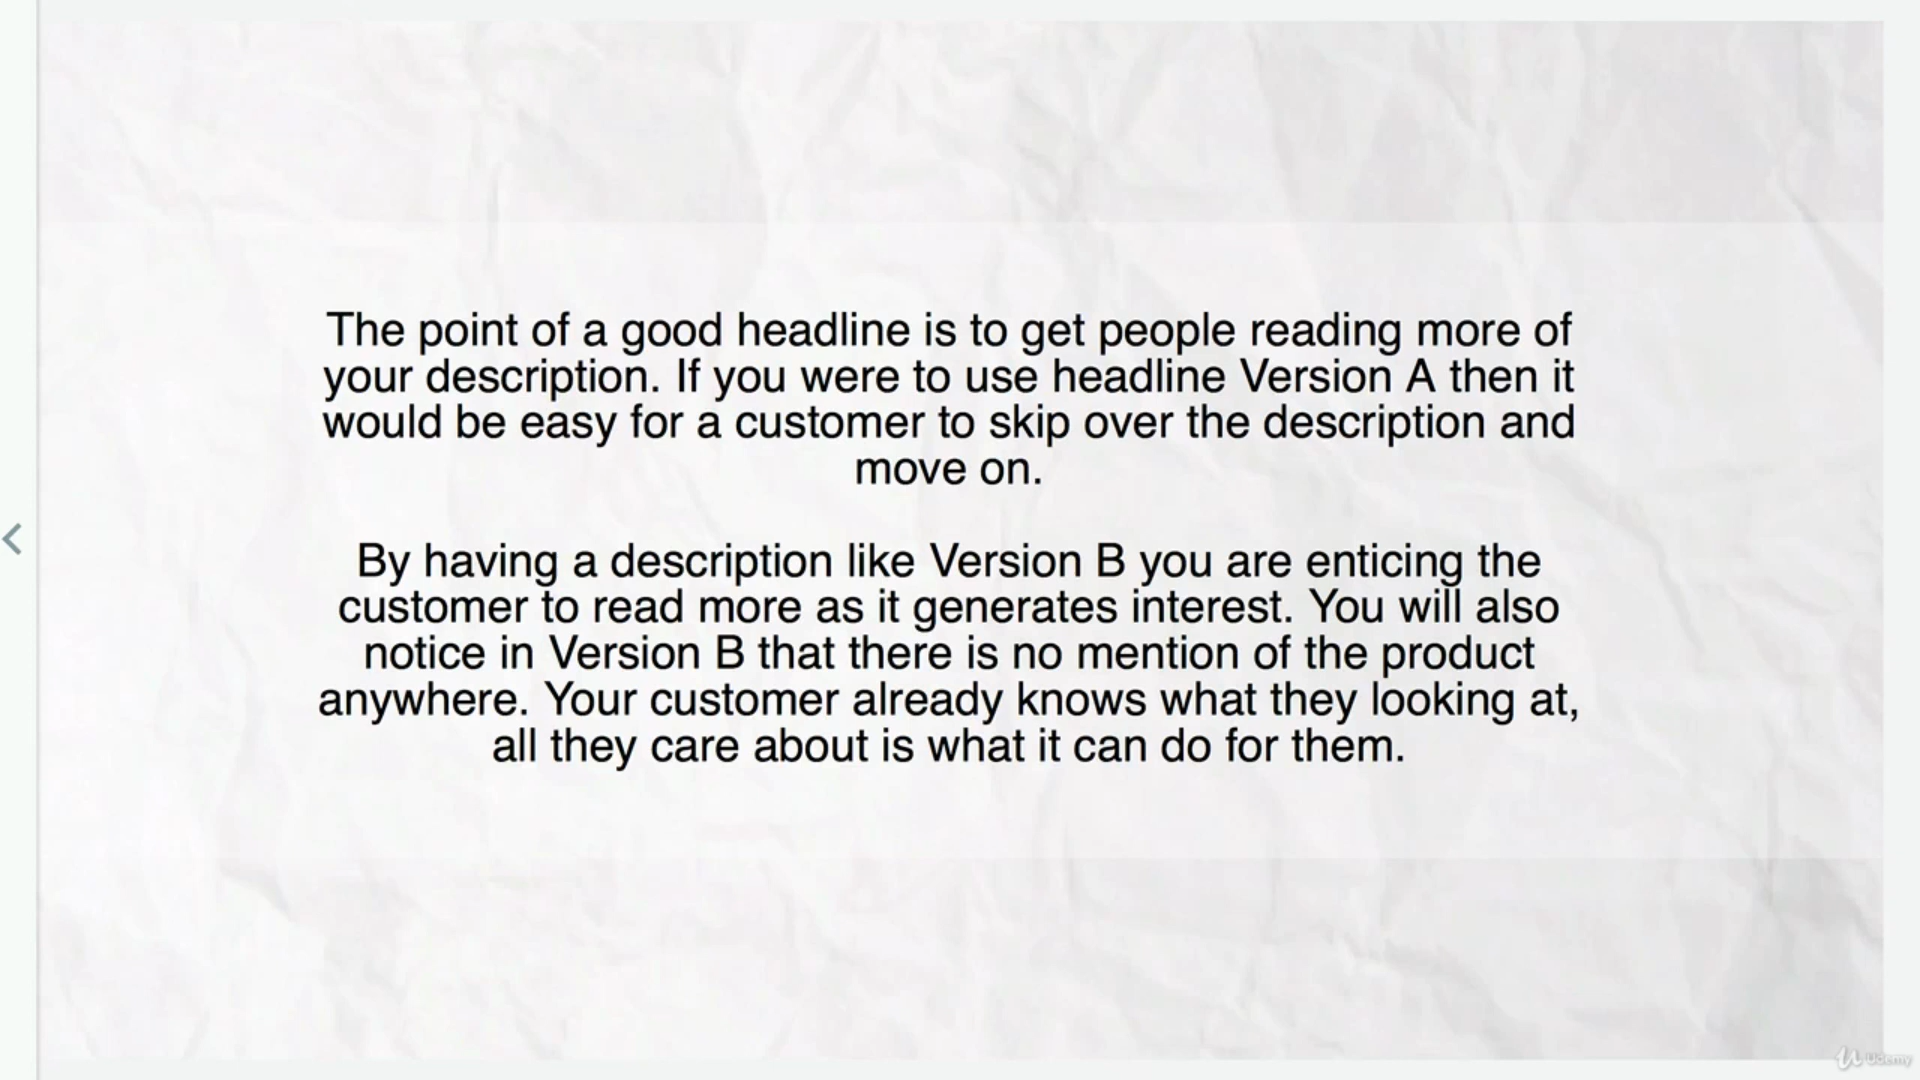 The point of a good headline is to get people reading more of
your description. If you were to use headline Version A then it
would be easy for a customer to skip over the description and
move on.
By having a description like Version B you are enticing the
customer to read more as it generates interest. You will also
notice in Version B that there is no mention of the product
anywhere. Your customer already knows what they looking at,
all they care about is what it can do for them.
Udemy